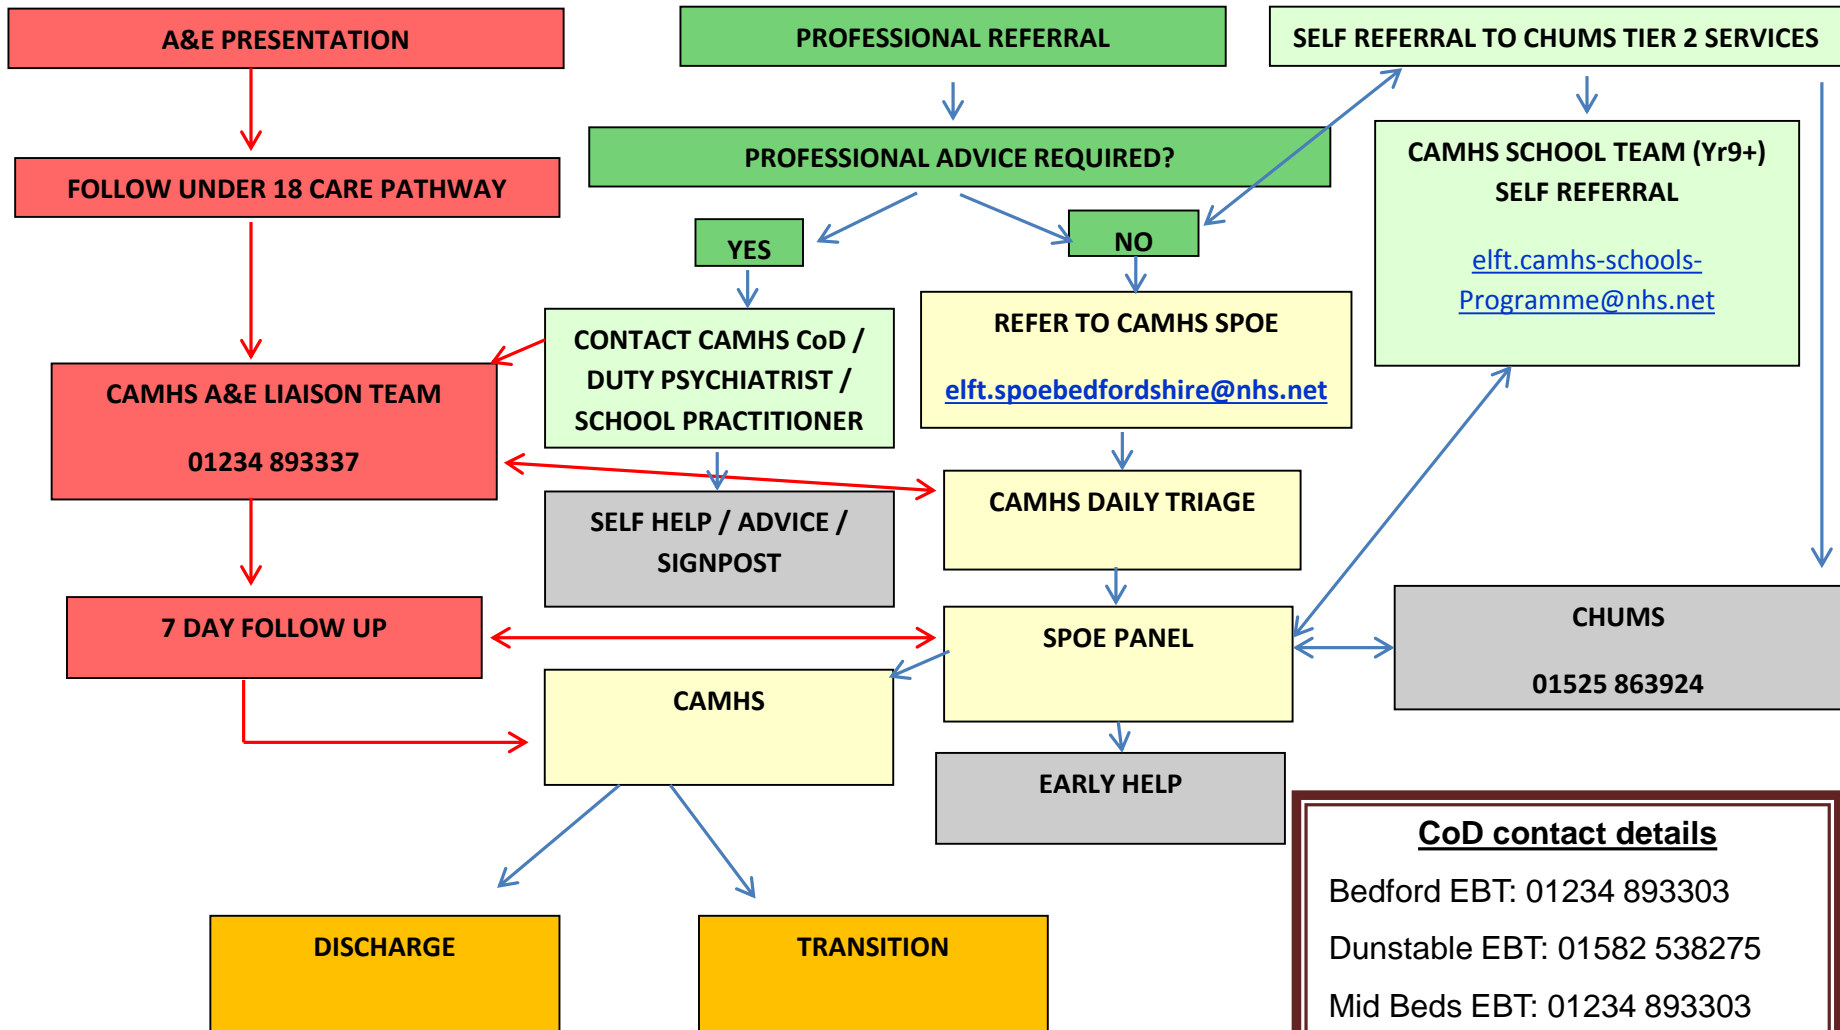 A&E PRESENTATION
PROFESSIONAL REFERRAL
SELF REFERRAL TO CHUMS TIER 2 SERVICES
FOLLOW UNDER 18 CARE PATHWAY
PROFESSIONAL ADVICE REQUIRED?
CAMHS SCHOOL TEAM (Yr9+)
SELF REFERRAL
elft.camhs-schools-
Programme@nhs.net
YES
NO
CONTACT CAMHS CoD /
DUTY PSYCHIATRIST /
SCHOOL PRACTITIONER
REFER TO CAMHS SPOE
elft.spoebedfordshire@nhs.net
CAMHS A&E LIAISON TEAM
01234 893337
SELF HELP / ADVICE /
SIGNPOST
CAMHS DAILY TRIAGE
7 DAY FOLLOW UP
SPOE PANEL
CHUMS
01525 863924
CAMHS
EARLY HELP
DISCHARGE
TRANSITION
CoD contact details
Bedford EBT: 01234 893303
Dunstable EBT: 01582 538275
Mid Beds EBT: 01234 893303